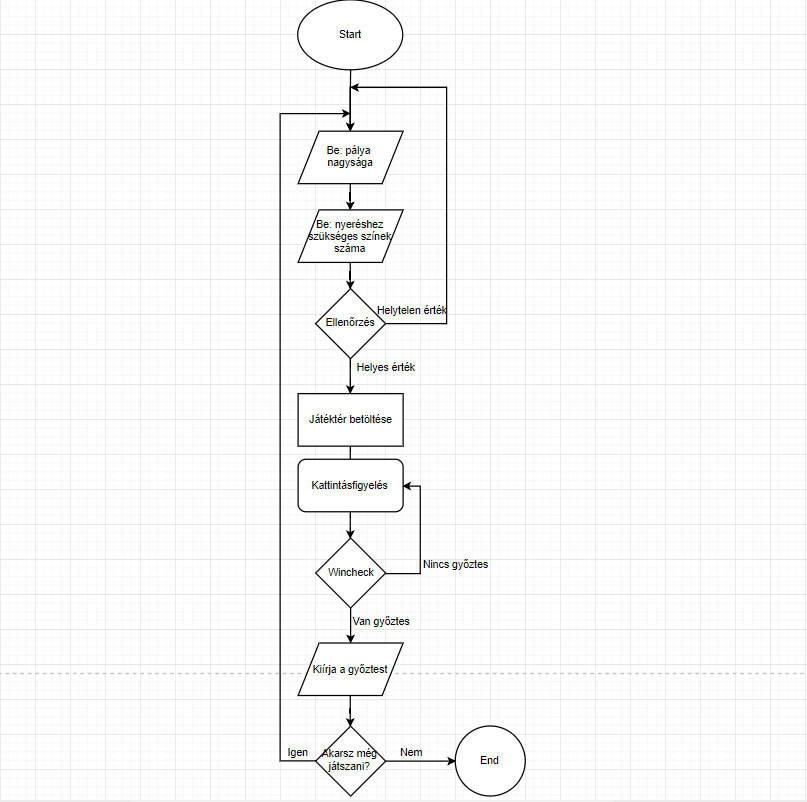 Start
Be: pálya
nagysága
Be: nyeréshez
szükséges színek
száma
Helytelen érték
Ellenőrzés
Helyes érték
Játéktér betöltése
Kattintásfigyelés
Nincs győztes
Wincheck
Van győztes
Kiírja a győztest
Igen
Akarsz még
játszani?
Nem
End